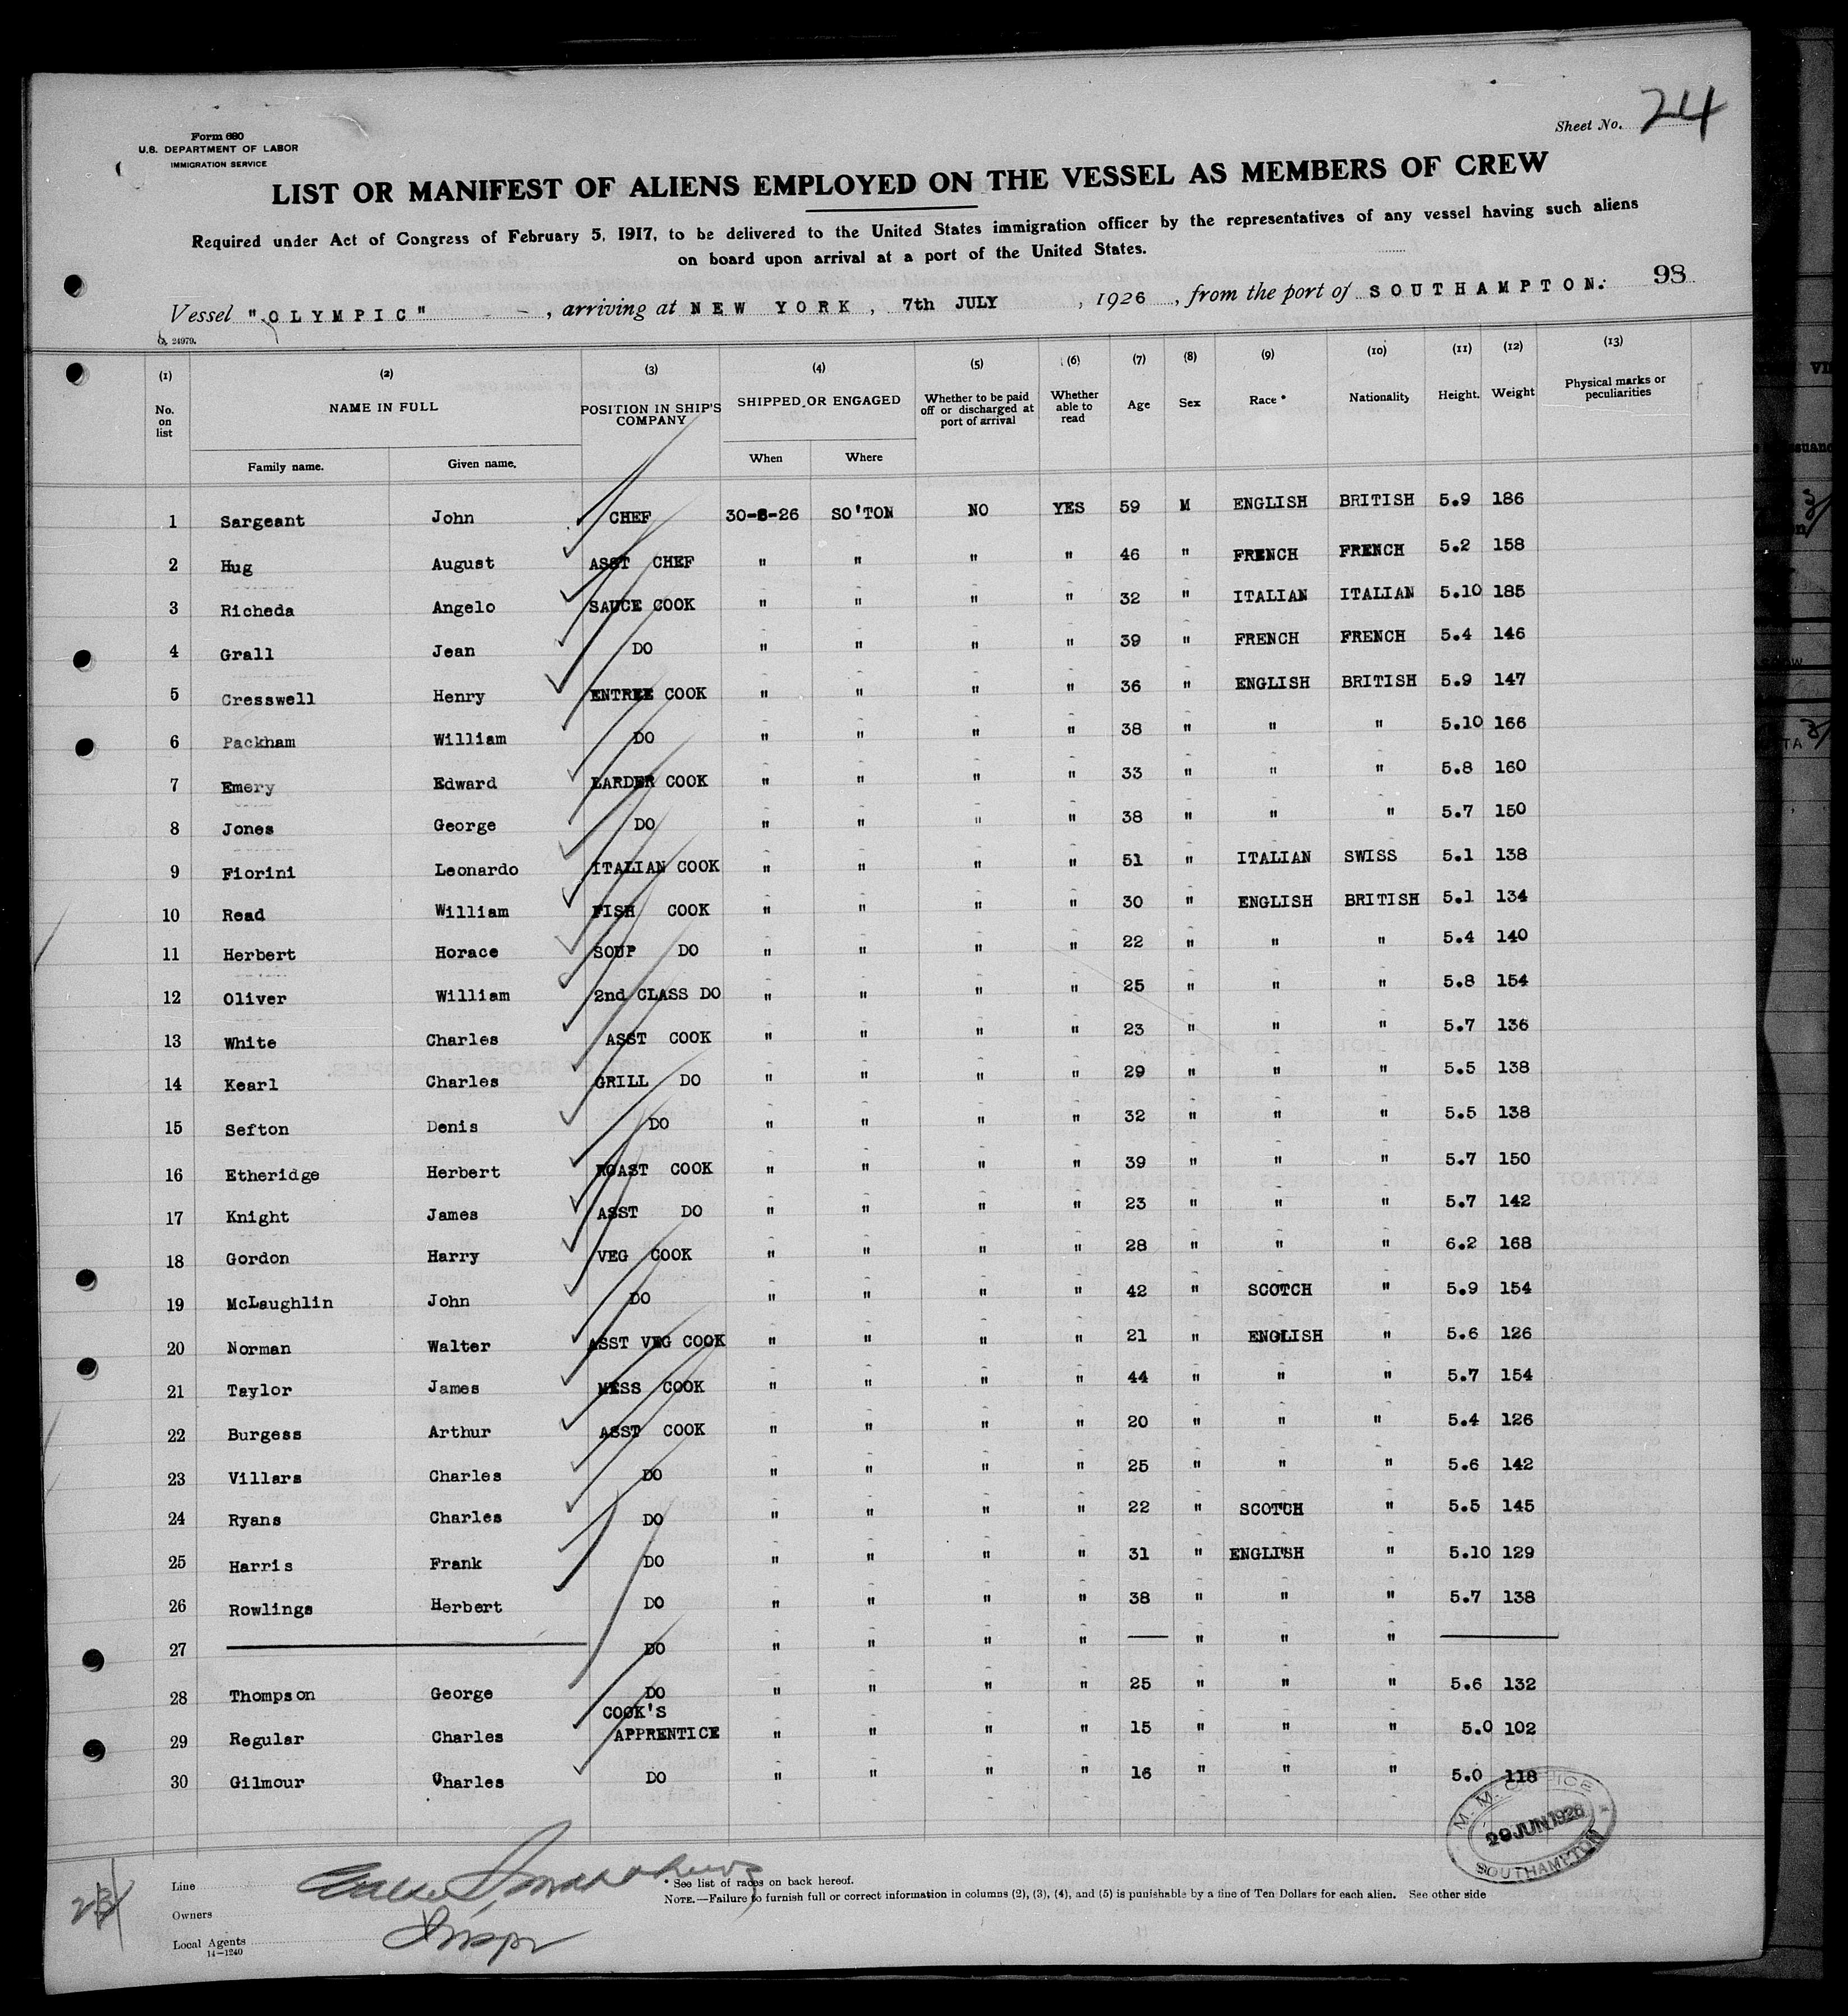 Form 680
U.S. DEPARTMENT OF LABOR
IMMIGRATION SERVICE
Sheet No. 24
LIST OR MANIFEST OF ALIENS EMPLOYED ON THE VESSEL AS MEMBERS OF CREW
Required under Act of Congress of February 5, 1917, to be delivered to the United States immigration officer by the representatives of any vessel having such aliens
on board upon arrival at a port of the United States.
98
Vessel "OLYMPIC", arriving at NEW YORK, 7th JULY, 1926, from the port of SOUTHAMPTON.
24979.
(1) (2) (3) (4) (5) (6) (7) (8) (9) (10) (11) (12) (13)
No. on list NAME IN FULL POSITION IN SHIP'S COMPANY SHIPPED OR ENGAGED Whether to be paid off or discharged at port of arrival Whether able to read Age Sex Race * Nationality Height. Weight Physical marks or peculiarities
Family name. Given name. When Where
1 Sargeant John CHEF 30-6-26 SO'TON NO YES 59 M ENGLISH BRITISH 5.9 186
2 Hug August ASST CHEF " " " " 46 " FRENCH FRENCH 5.2 158
3 Richeda Angelo SAUCE COOK " " " " 32 " ITALIAN ITALIAN 5.10 185
4 Grall Jean DO " " " " 39 " FRENCH FRENCH 5.4 146
5 Cresswell Henry ENTREE COOK " " " " 36 " ENGLISH BRITISH 5.9 147
6 Packham William DO " " " " 38 " " " 5.10 166
7 Emery Edward LARDER COOK " " " " 33 " " " 5.8 160
8 Jones George DO " " " " 38 " " " 5.7 150
9 Fiorini Leonardo ITALIAN COOK " " " " 51 " ITALIAN SWISS 5.1 138
10 Read William FISH COOK " " " " 30 " ENGLISH BRITISH 5.1 134
11 Herbert Horace SOUP DO " " " " 22 " " " 5.4 140
12 Oliver William 2nd CLASS DO " " " " 25 " " " 5.8 154
13 White Charles ASST COOK " " " " 23 " " " 5.7 136
14 Kearl Charles GRILL DO " " " " 29 " " " 5.5 138
15 Sefton Denis DO " " " " 32 " " " 5.5 138
16 Etheridge Herbert ROAST COOK " " " " 39 " " " 5.7 150
17 Knight James ASST DO " " " " 23 " " " 5.7 142
18 Gordon Harry VEG COOK " " " " 28 " " " 6.2 168
19 McLaughlin John DO " " " " 42 " SCOTCH " 5.9 154
20 Norman Walter ASST VEG COOK " " " " 21 " ENGLISH " 5.6 126
21 Taylor James MESS COOK " " " " 44 " " " 5.7 154
22 Burgess Arthur ASST COOK " " " " 20 " " " 5.4 126
23 Villars Charles DO " " " " 25 " " " 5.6 142
24 Ryans Charles DO " " " " 22 " SCOTCH " 5.5 145
25 Harris Frank DO " " " " 31 " ENGLISH " 5.10 129
26 Rowlings Herbert DO " " " " 38 " " " 5.7 138
27 —— DO " " " " — " " " ——
28 Thompson George DO " " " " 25 " " " 5.6 132
29 Regular Charles COOK'S APPRENTICE " " " " 15 " " " 5.0 102
30 Gilmour Charles DO " " " " 16 " " " 5.0 118
M. M. OFFICE
29 JUN 1926
SOUTHAMPTON
Line
* See list of races on back hereof.
Owners
NOTE.—Failure to furnish full or correct information in columns (2), (3), (4), and (5) is punishable by a fine of Ten Dollars for each alien. See other side
Local Agents
14—1240